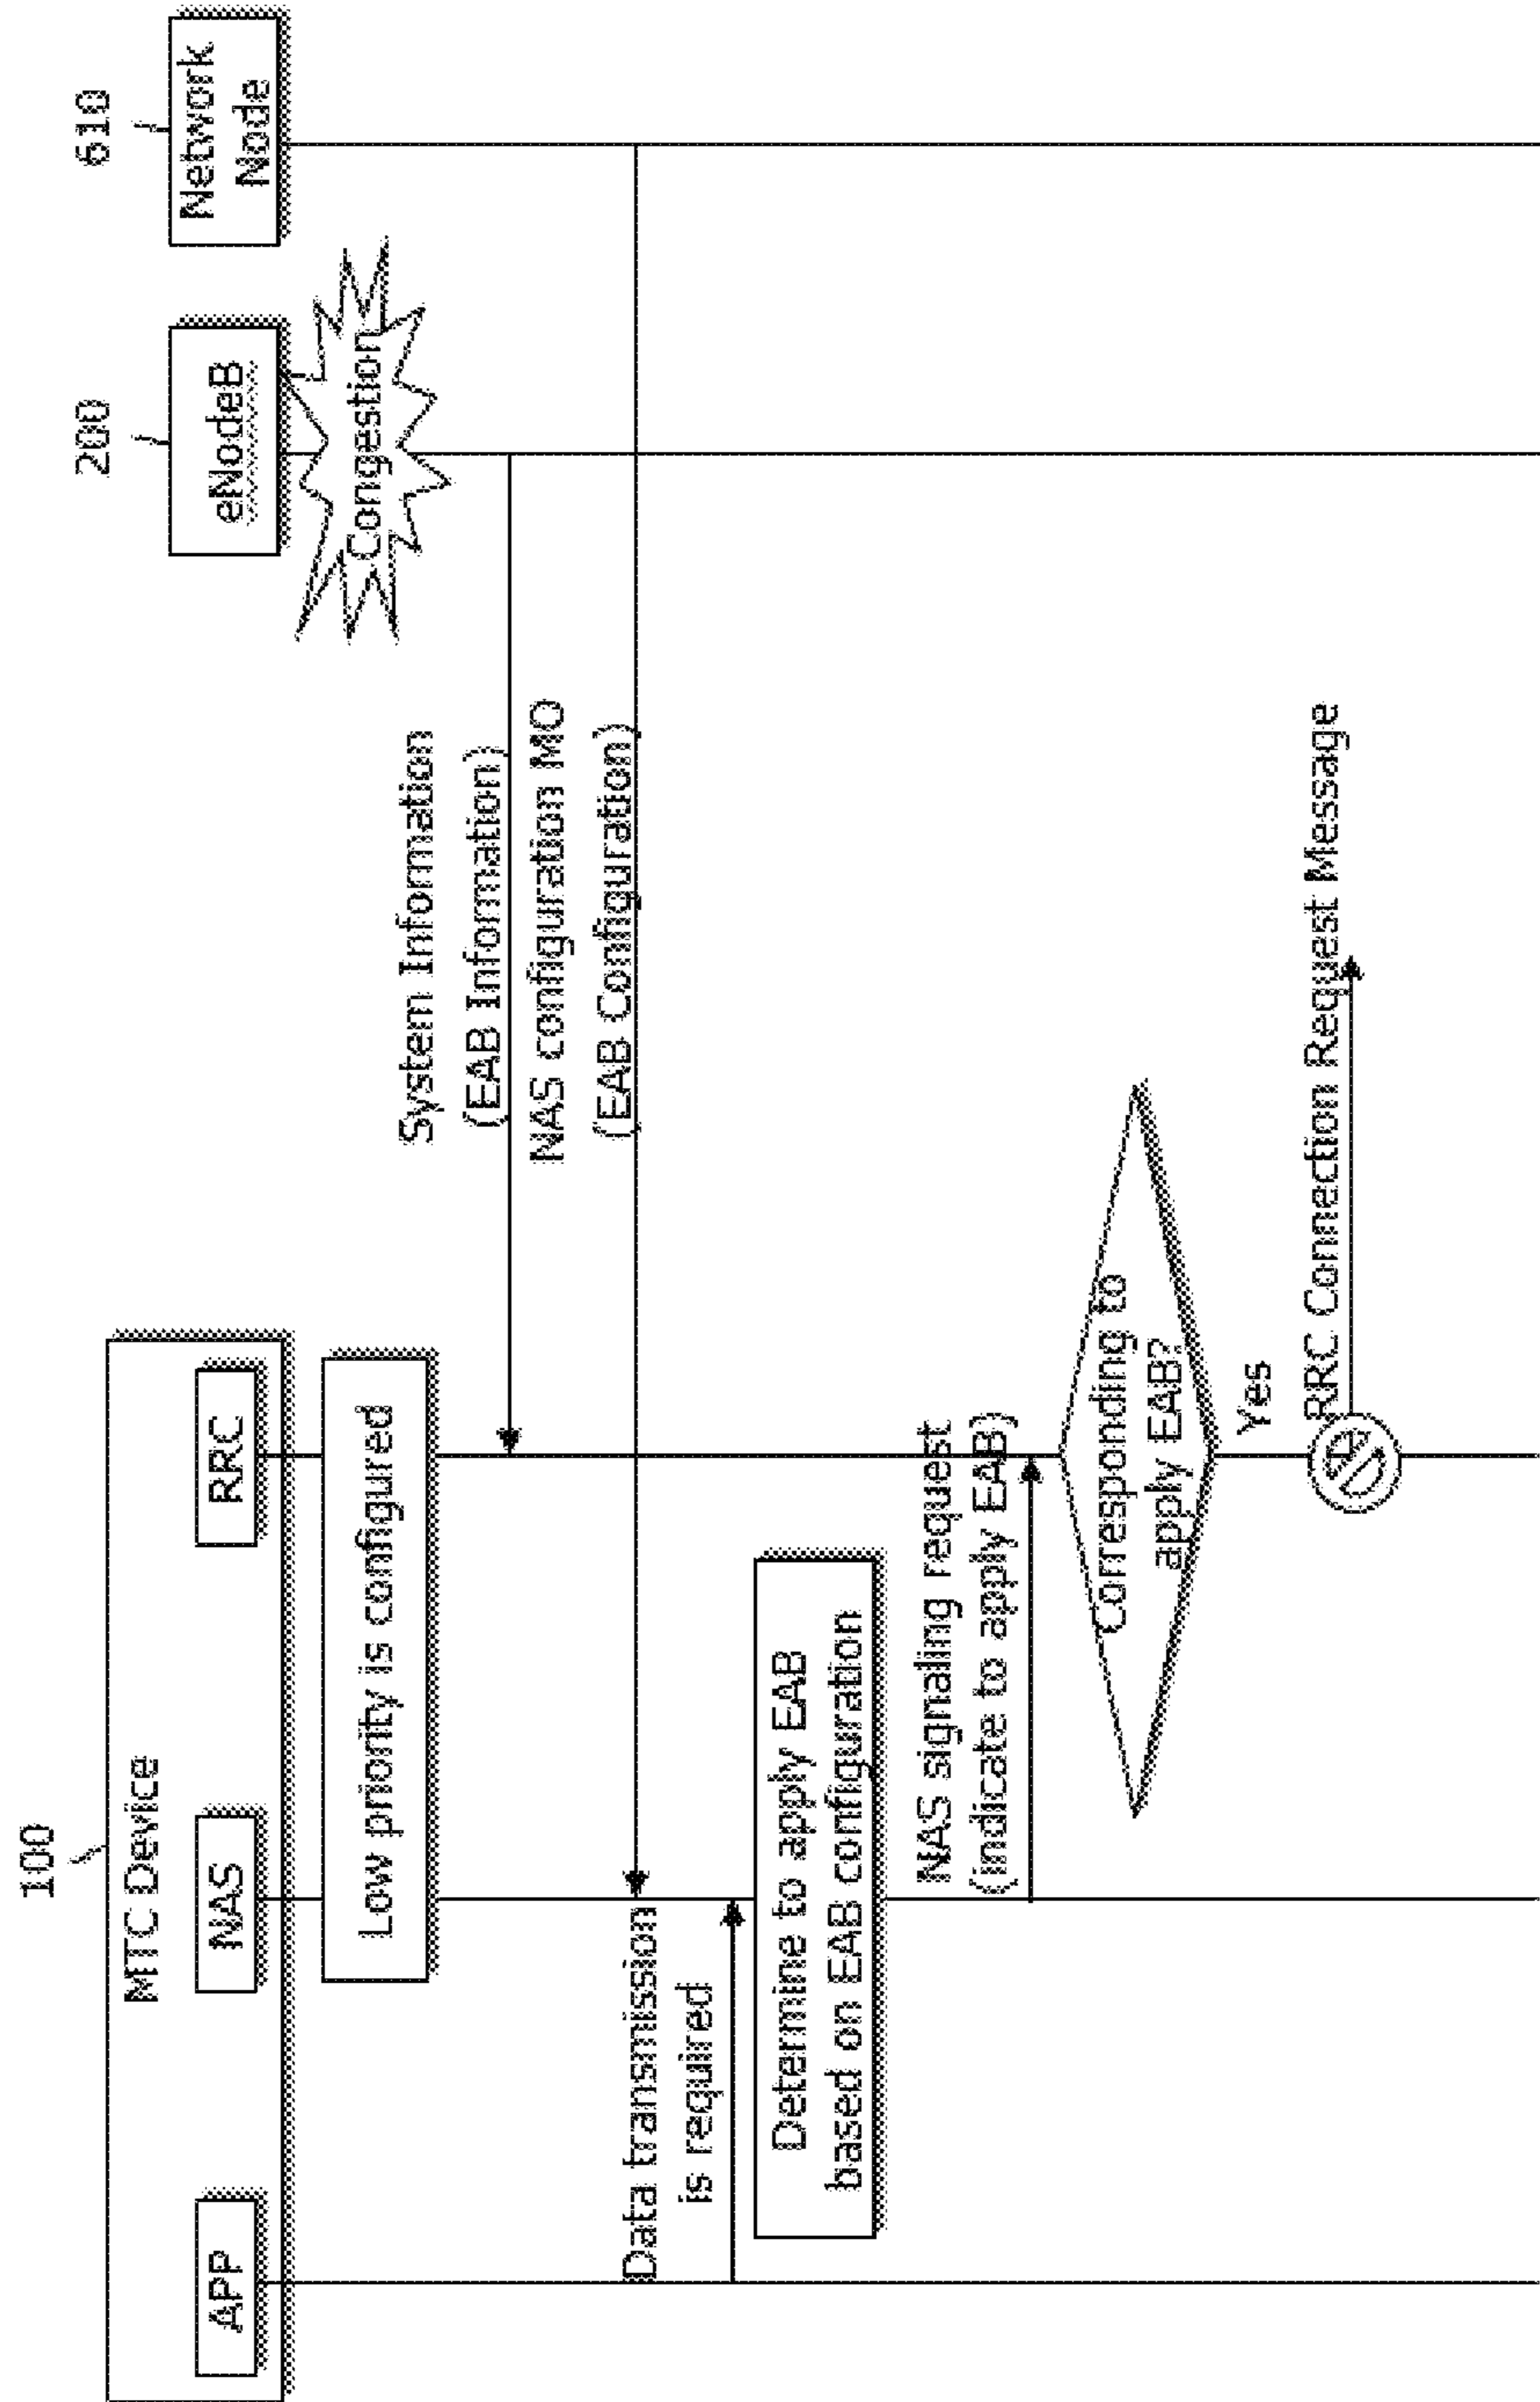 100
MTC Device
APP
NAS
RRC
200
eNodeB
610
Network
Node
Congestion
Low priority is configured
System Information
(EAB Information)
NAS configuration MO
(EAB Configuration)
Data transmission
is required
Determine to apply EAB
based on EAB configuration
NAS signaling request
(indicate to apply EAB)
Corresponding to
apply EAB?
Yes
RRC Connection Request Message